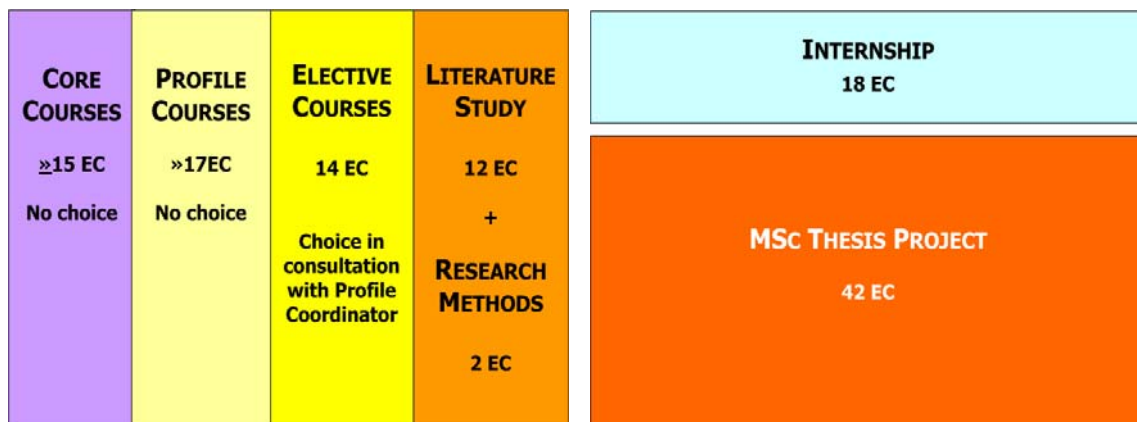 CORE
COURSES
»15 EC
No choice
PROFILE
COURSES
»17EC
No choice
ELECTIVE
COURSES
14 EC
Choice in
consultation
with Profile
Coordinator
LITERATURE
STUDY
12 EC
+
RESEARCH
METHODS
2 EC
INTERNSHIP
18 EC
MSC THESIS PROJECT
42 EC